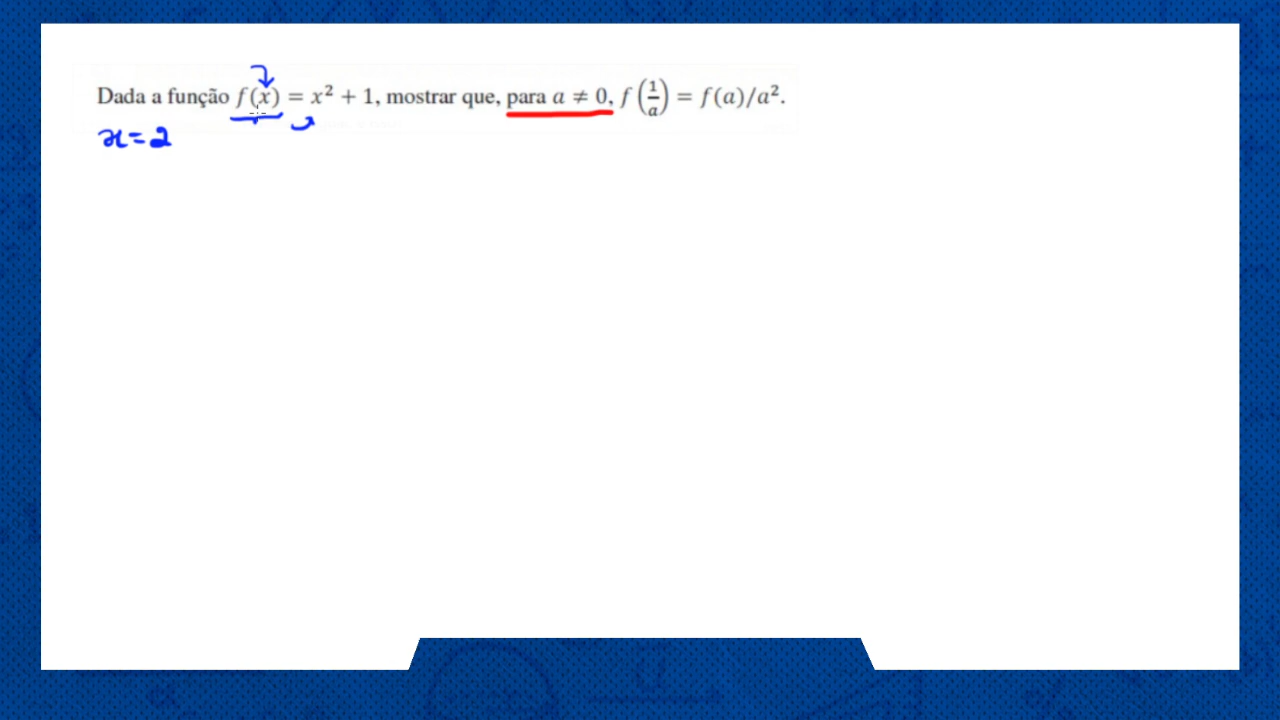 Dada a função f(x) = x² + 1, mostrar que, para a ≠ 0, f(1/a) = f(a)/a².
x=2